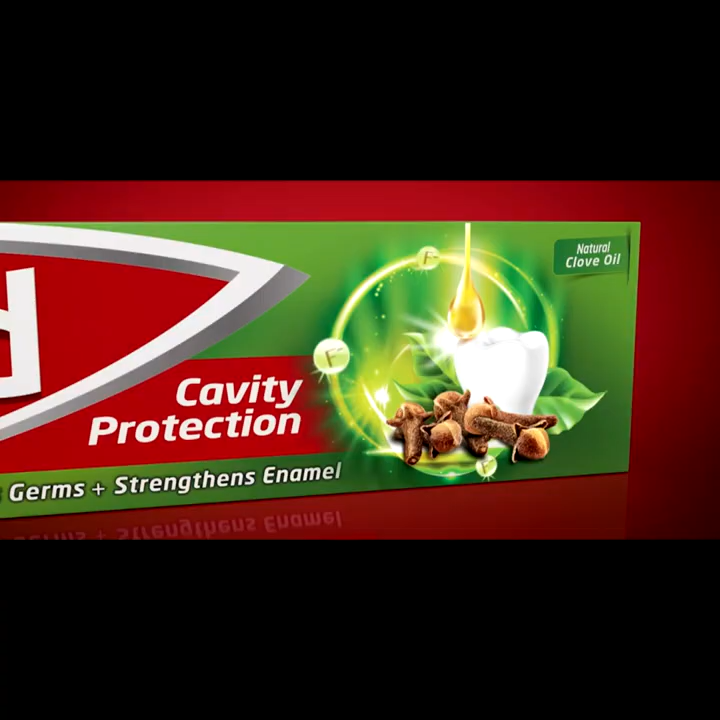 Natural
Clove Oil
F
F
d
Cavity
Protection
F
Germs + Strengthens Enamel